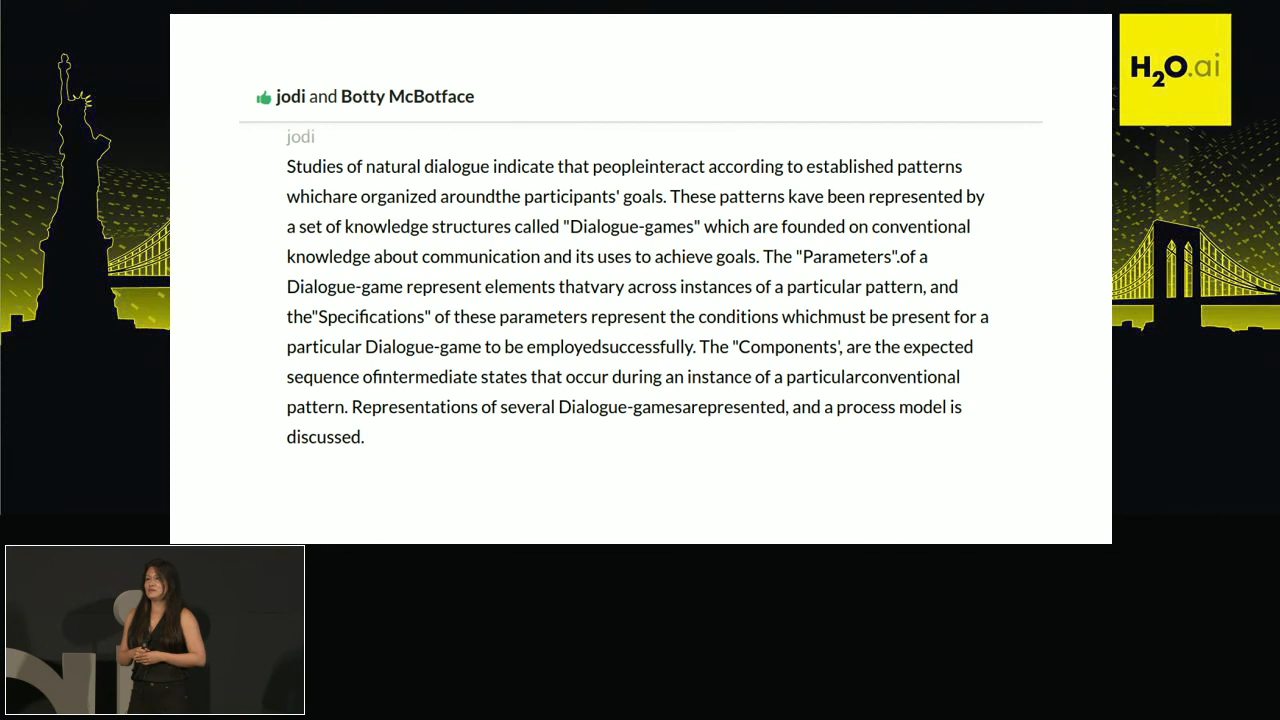 H2O.ai
jodi and Botty McBotface
jodi
Studies of natural dialogue indicate that peopleinteract according to established patterns
whichare organized aroundthe participants' goals. These patterns kave been represented by
a set of knowledge structures called "Dialogue-games" which are founded on conventional
knowledge about communication and its uses to achieve goals. The "Parameters".of a
Dialogue-game represent elements thatvary across instances of a particular pattern, and
the"Specifications" of these parameters represent the conditions whichmust be present for a
particular Dialogue-game to be employedsuccessfully. The "Components', are the expected
sequence ofintermediate states that occur during an instance of a particularconventional
pattern. Representations of several Dialogue-gamesarepresented, and a process model is
discussed.